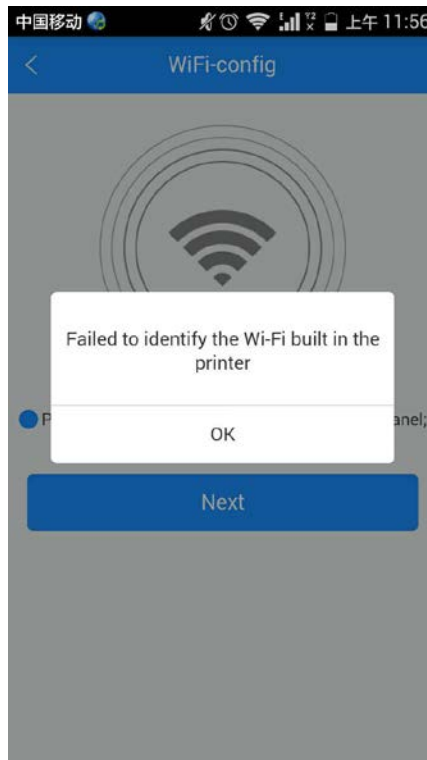 中国移动 上午 11:56
WiFi-config
Failed to identify the Wi-Fi built in the
printer
P anel;
OK
Next